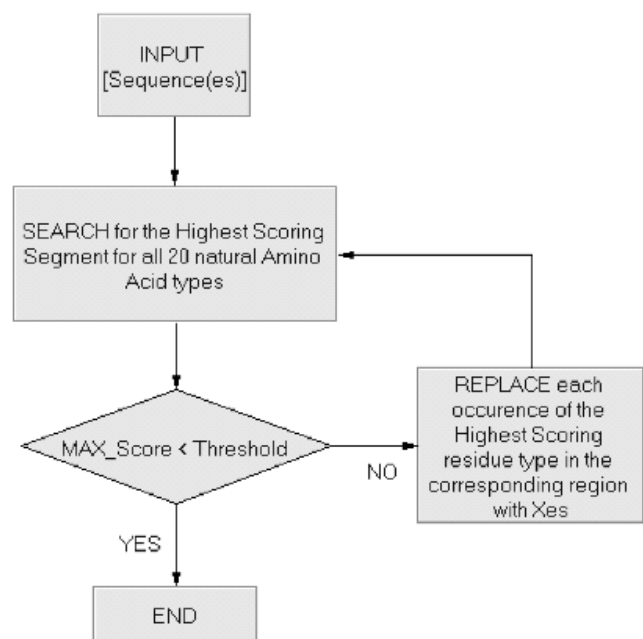 INPUT
[Sequence(es)]
SEARCH for the Highest Scoring
Segment for all 20 natural Amino
Acid types
MAX_Score < Threshold
NO
REPLACE each
occurence of the
Highest Scoring
residue type in the
corresponding region
with Xes
YES
END